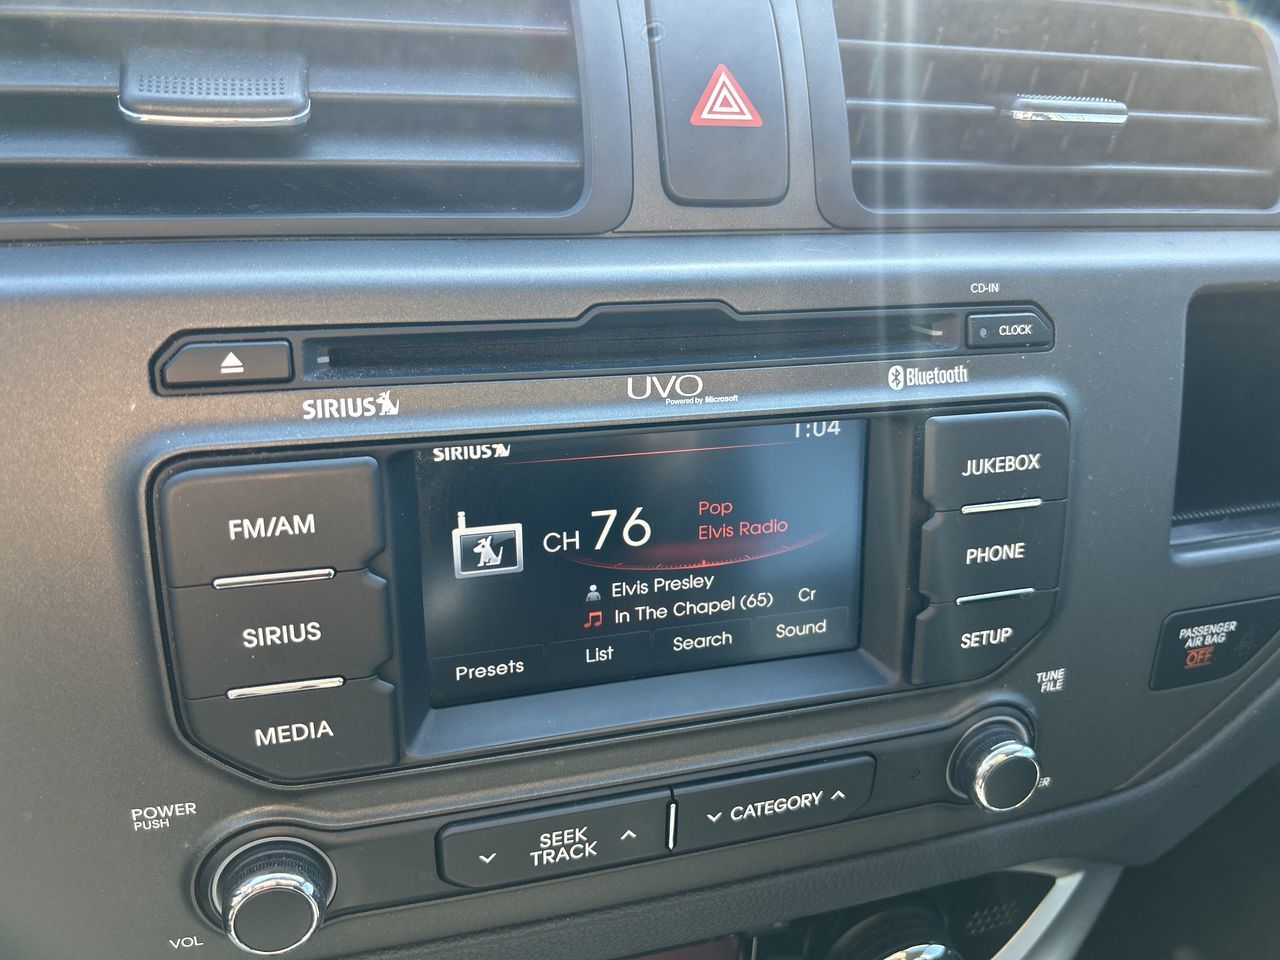 CD-IN
CLOCK
SIRIUS
UVO
Powered by Microsoft
Bluetooth
SIRIUS
1:04
FM/AM
CH 76
Pop
Elvis Radio
JUKEBOX
SIRIUS
Elvis Presley
PHONE
In The Chapel (65) Cr
MEDIA
Presets
List
Search
Sound
SETUP
PASSENGER
AIR BAG
OFF
TUNE
FILE
POWER
PUSH
SEEK
TRACK
CATEGORY
VOL